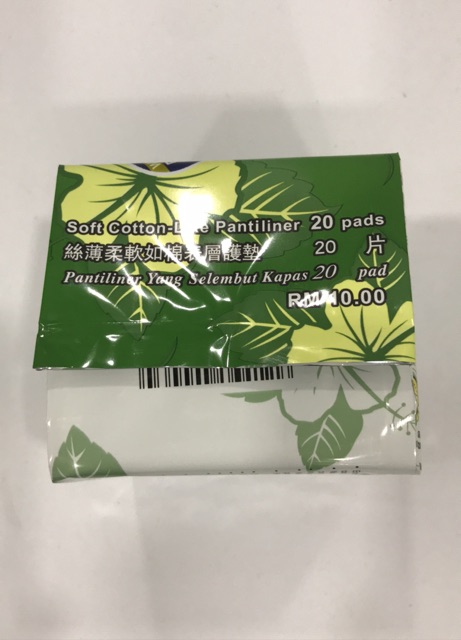 Soft Cotton-Like Pantiliner 20 pads
絲薄柔軟如棉表層護墊 20 片
Pantiliner Yang Selembut Kapas 20 pad
RM 10.00